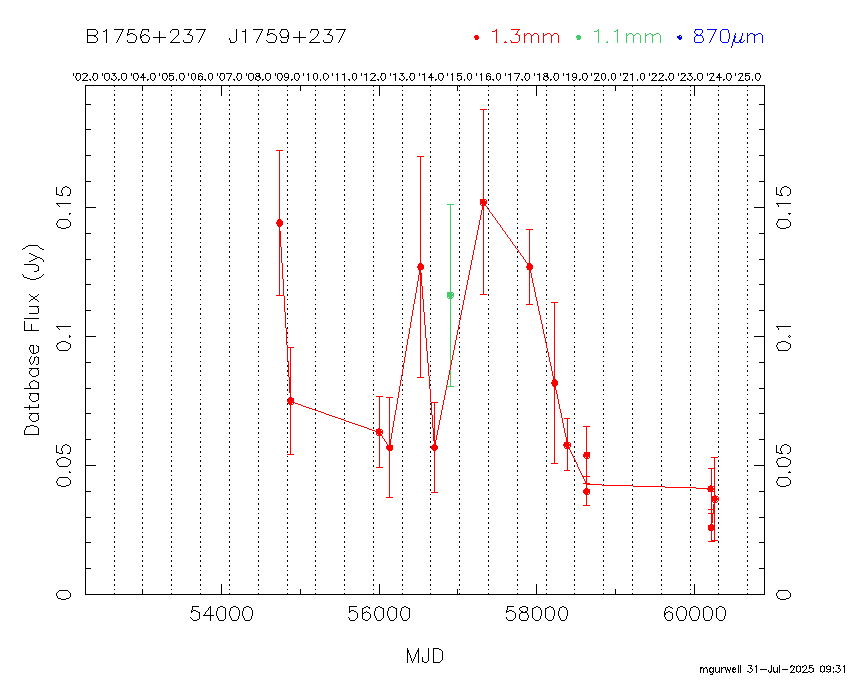 B1756+237 J1759+237 1.3mm 1.1mm 870μm
'02.0 '03.0 '04.0 '05.0 '06.0 '07.0 '08.0 '09.0 '10.0 '11.0 '12.0 '13.0 '14.0 '15.0 '16.0 '17.0 '18.0 '19.0 '20.0 '21.0 '22.0 '23.0 '24.0 '25.0
0.15 0.15
0.1 0.1
Database Flux (Jy)
0.05 0.05
0 0
54000 56000 58000 60000
MJD
mgurwell 31-Jul-2025 09:31